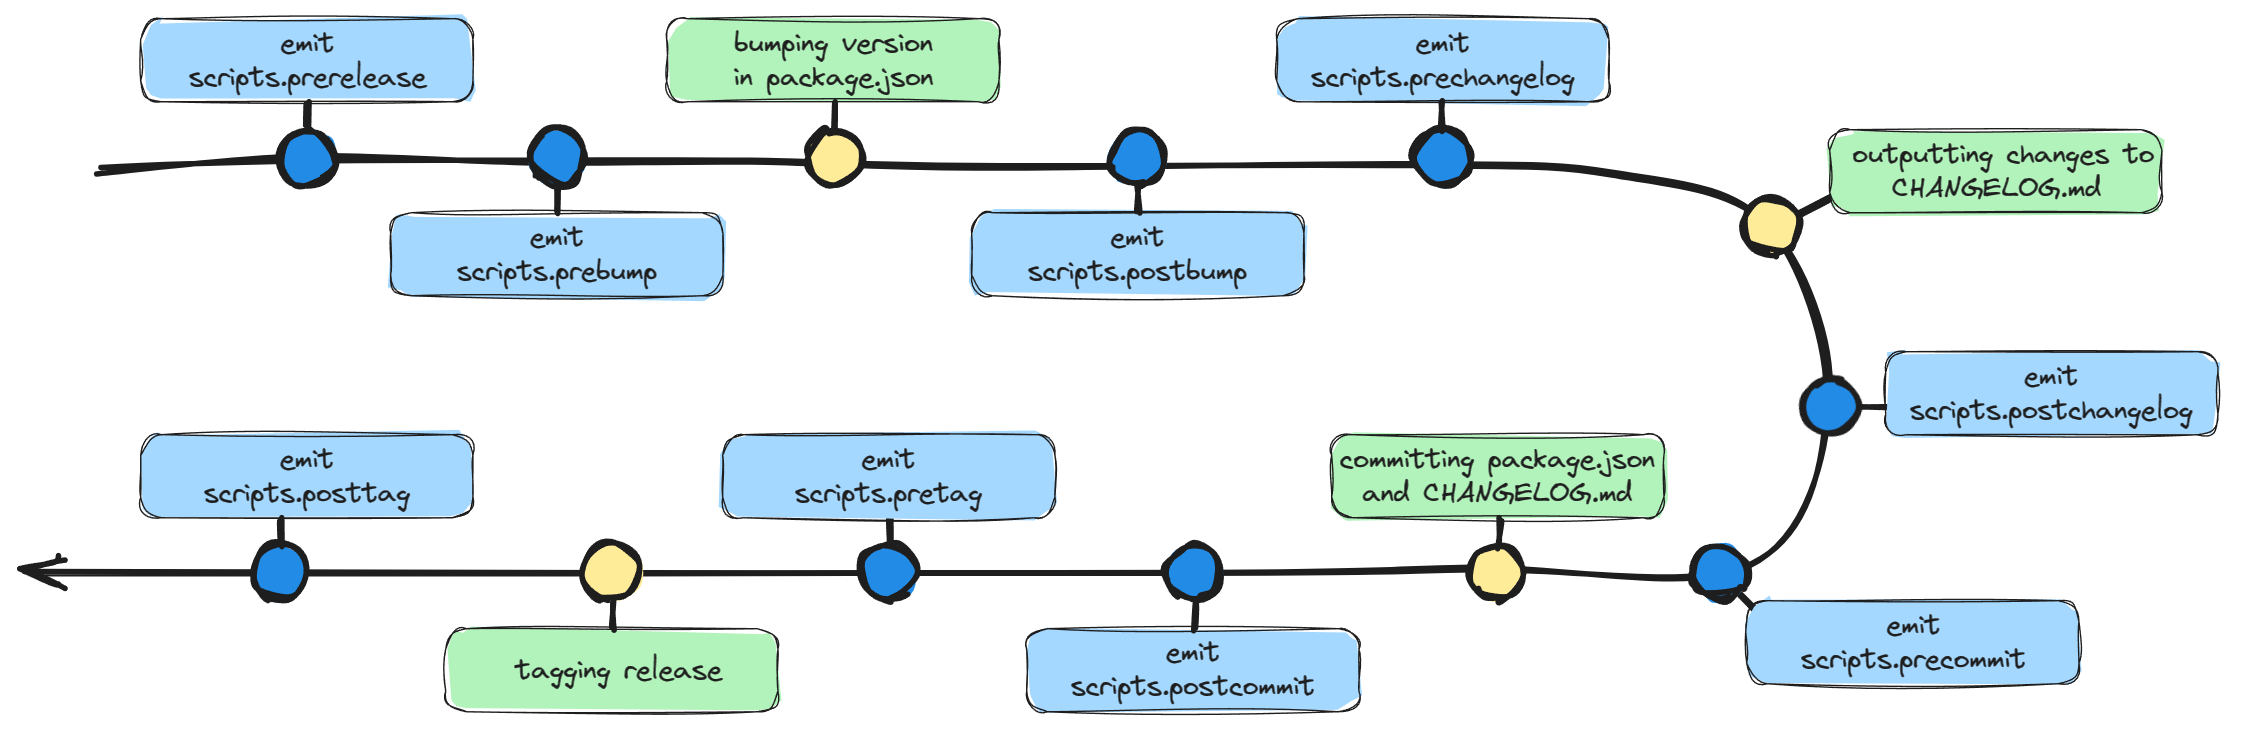 emit
scripts.prerelease
emit
scripts.prebump
bumping version
in package.json
emit
scripts.postbump
emit
scripts.prechangelog
outputting changes to
CHANGELOG.md
emit
scripts.postchangelog
emit
scripts.precommit
committing package.json
and CHANGELOG.md
emit
scripts.postcommit
emit
scripts.pretag
tagging release
emit
scripts.posttag